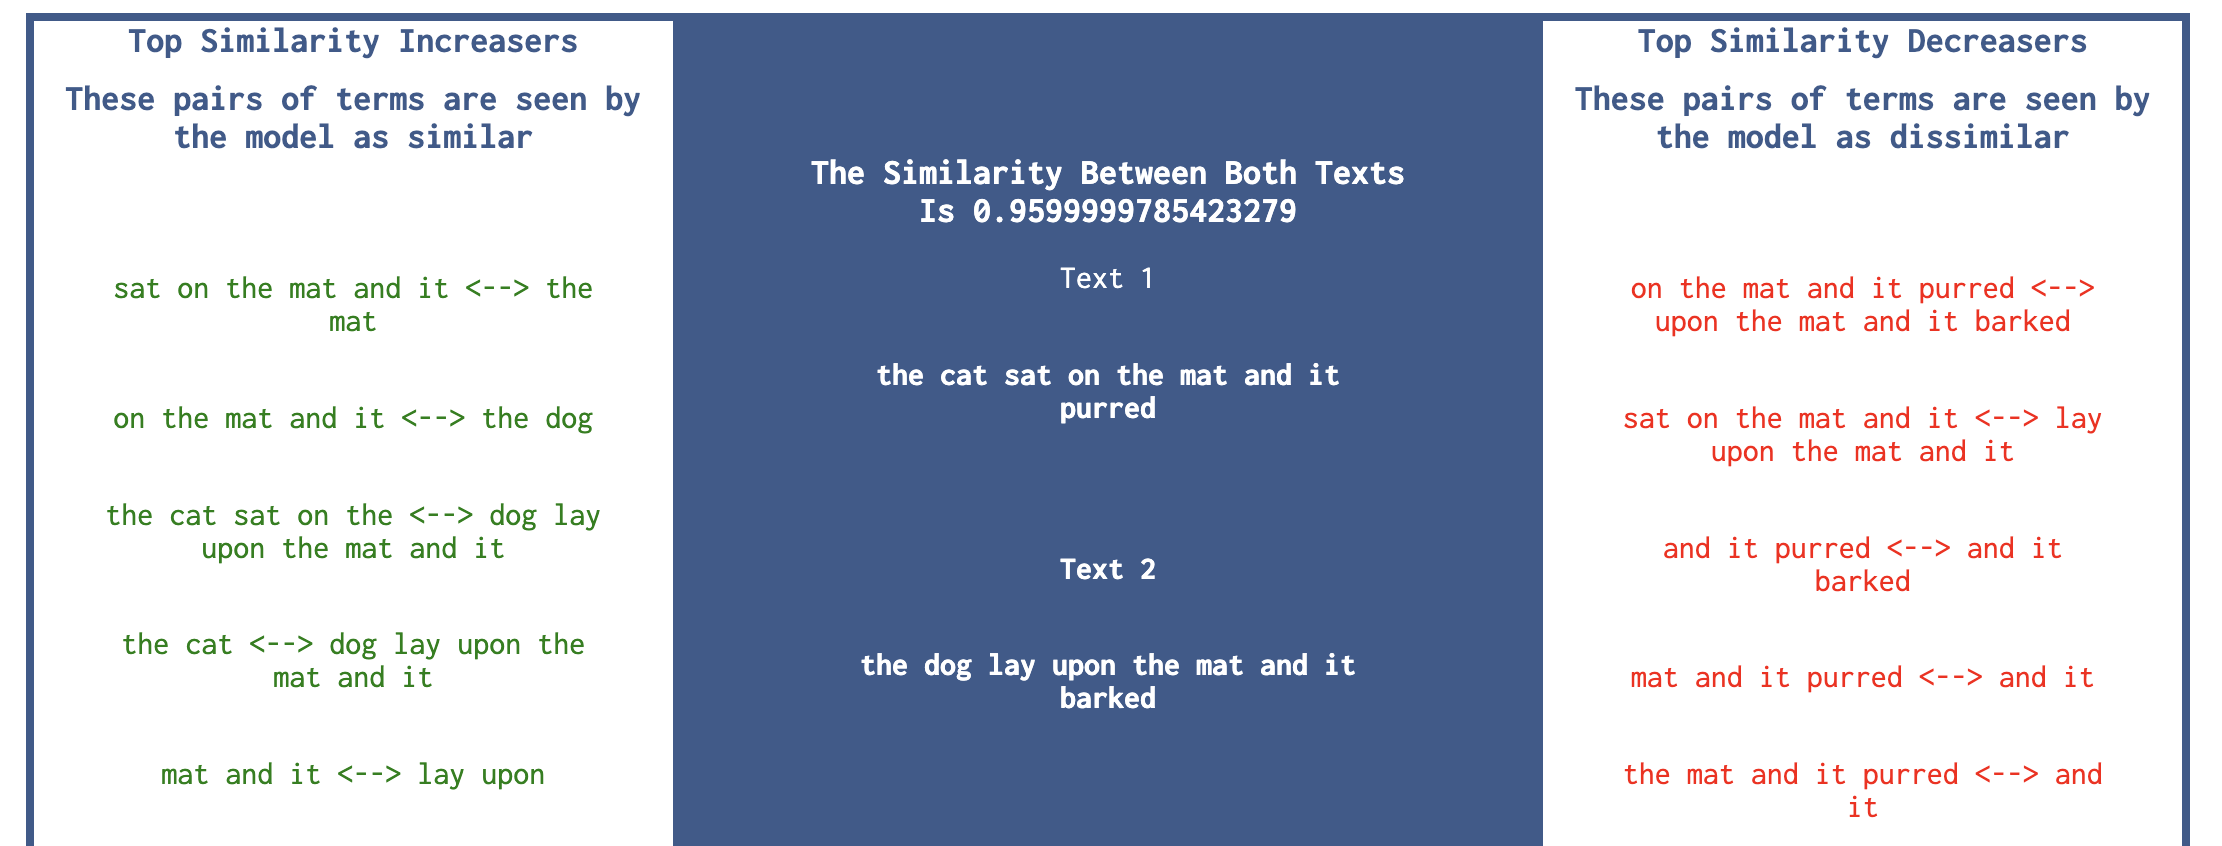 Top Similarity Increasers
These pairs of terms are seen by
the model as similar
sat on the mat and it <--> the
mat
on the mat and it <--> the dog
the cat sat on the <--> dog lay
upon the mat and it
the cat <--> dog lay upon the
mat and it
mat and it <--> lay upon
The Similarity Between Both Texts
Is 0.9599999785423279
Text 1
the cat sat on the mat and it
purred
Text 2
the dog lay upon the mat and it
barked
Top Similarity Decreasers
These pairs of terms are seen by
the model as dissimilar
on the mat and it purred <-->
upon the mat and it barked
sat on the mat and it <--> lay
upon the mat and it
and it purred <--> and it
barked
mat and it purred <--> and it
the mat and it purred <--> and
it